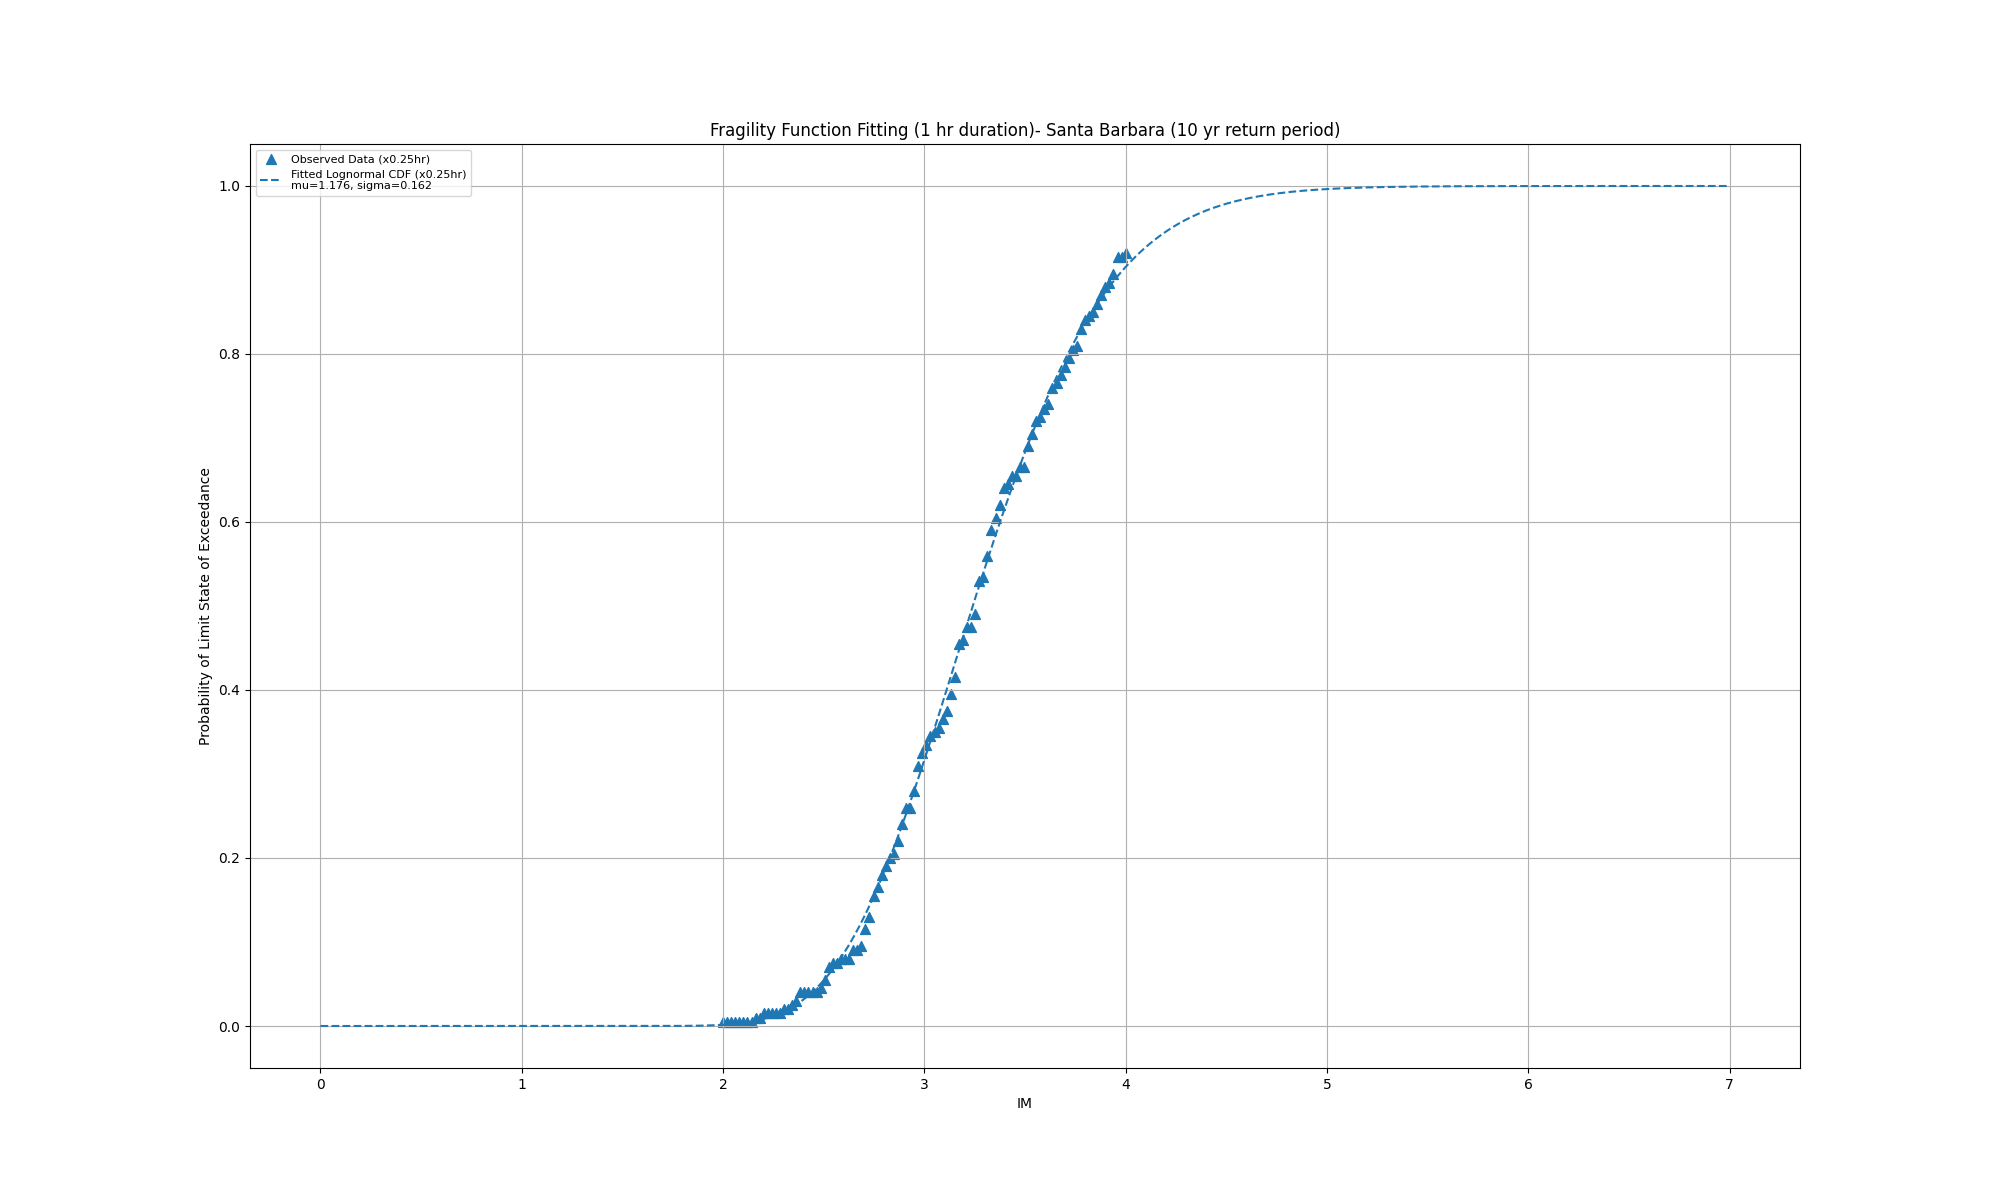 Fragility Function Fitting (1 hr duration)- Santa Barbara (10 yr return period)
Observed Data (x0.25hr)
Fitted Lognormal CDF (x0.25hr)
mu=1.176, sigma=0.162
Probability of Limit State of Exceedance
1.0
0.8
0.6
0.4
0.2
0.0
0 1 2 3 4 5 6 7
IM